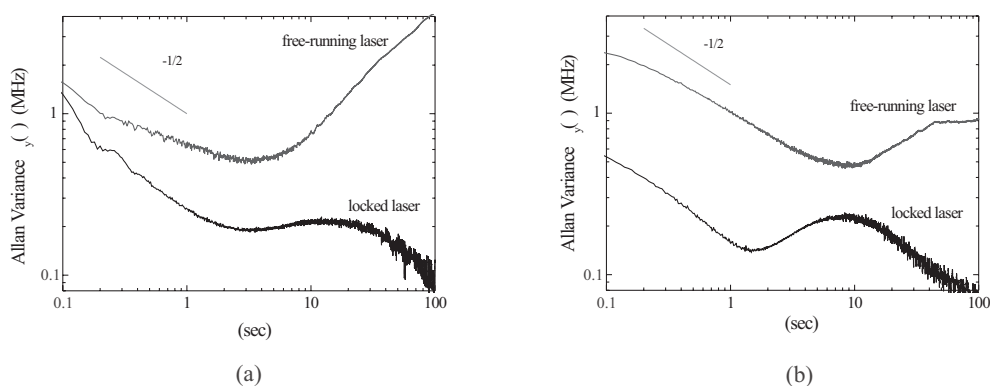 free-running laser
-1/2
1
Allan Variance y( ) (MHz)
locked laser
0.1
0.1 1 10 100
(sec)
(a)
-1/2
1
free-running laser
Allan Variance y( ) (MHz)
locked laser
0.1
0.1 1 10 100
(sec)
(b)